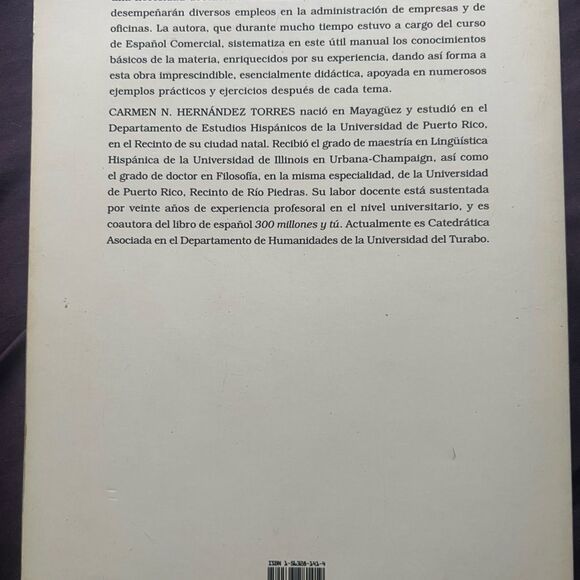 desempeñarán diversos empleos en la administración de empresas y de
oficinas. La autora, que durante mucho tiempo estuvo a cargo del curso
de Español Comercial, sistematiza en este útil manual los conocimientos
básicos de la materia, enriquecidos por su experiencia, dando así forma a
esta obra imprescindible, esencialmente didáctica, apoyada en numerosos
ejemplos prácticos y ejercicios después de cada tema.
CARMEN N. HERNÁNDEZ TORRES nació en Mayagüez y estudió en el
Departamento de Estudios Hispánicos de la Universidad de Puerto Rico,
en el Recinto de su ciudad natal. Recibió el grado de maestría en Lingüística
Hispánica de la Universidad de Illinois en Urbana-Champaign, así como
el grado de doctor en Filosofía, en la misma especialidad, de la Universidad
de Puerto Rico, Recinto de Río Piedras. Su labor docente está sustentada
por veinte años de experiencia profesoral en el nivel universitario, y es
coautora del libro de español 300 millones y tú. Actualmente es Catedrática
Asociada en el Departamento de Humanidades de la Universidad del Turabo.
ISBN 1-56328-141-4